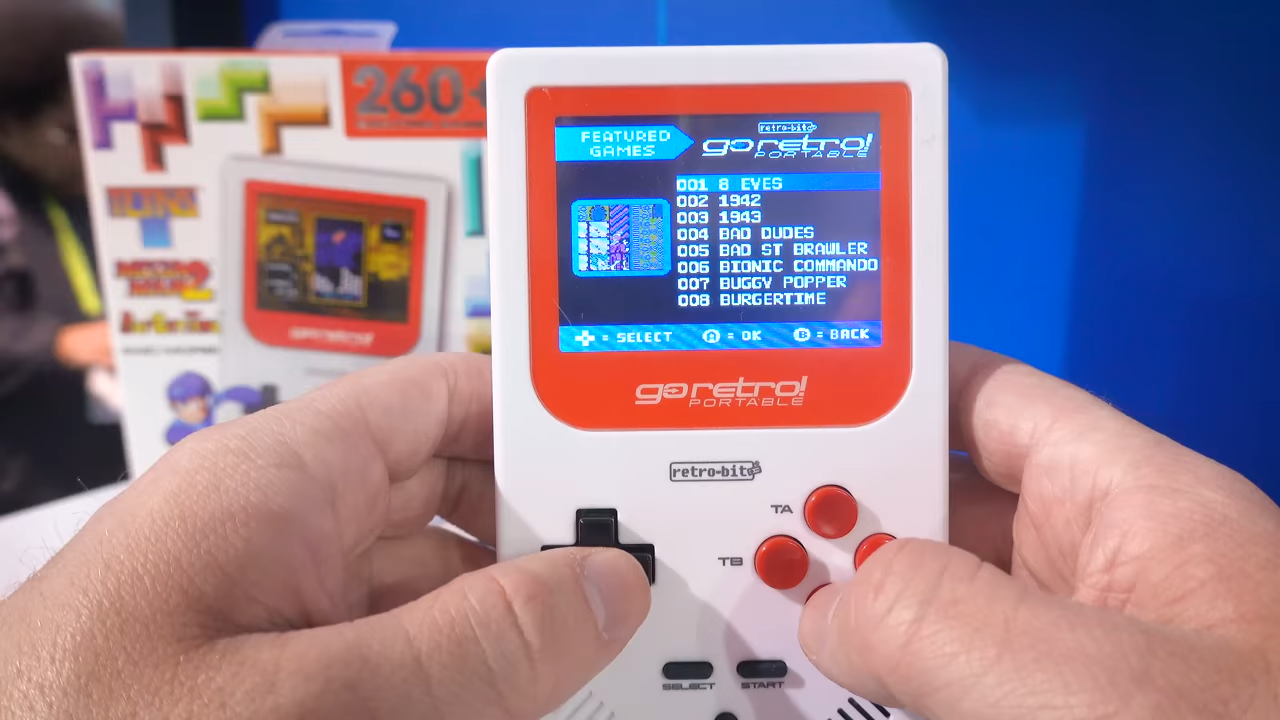 260+
TETRIS
FEATURED
GAMES
retro-bit
go retro!
PORTABLE
001 8 EYES
002 1942
003 1943
004 BAD DUDES
005 BAD ST BRAWLER
006 BIONIC COMMANDO
007 BUGGY POPPER
008 BURGERTIME
= SELECT
A = OK
B = BACK
go retro!
PORTABLE
retro-bit
TA
TB
SELECT
START